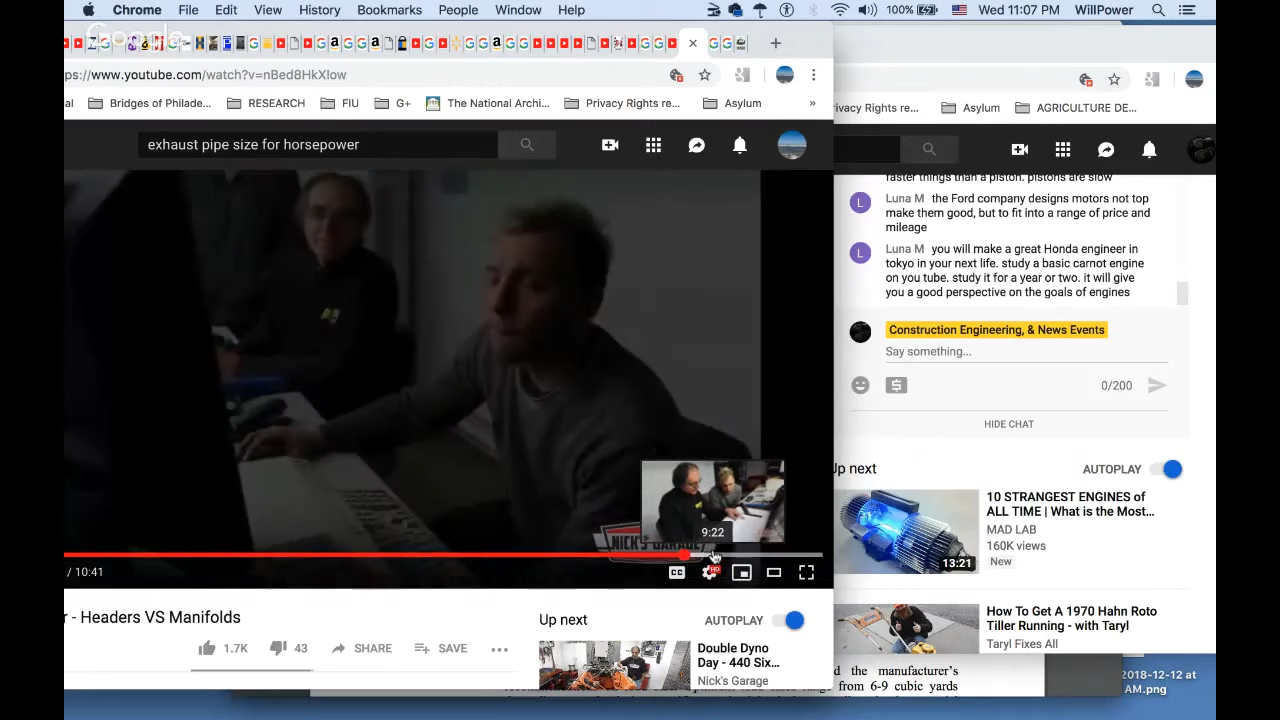 Chrome File Edit View History Bookmarks People Window Help 100% Wed 11:07 PM WillPower
ps://www.youtube.com/watch?v=nBed8HkXlow
al Bridges of Philade... RESEARCH FIU G+ The National Archi... Privacy Rights re... Asylum »
ivacy Rights re... Asylum AGRICULTURE DE...
exhaust pipe size for horsepower
faster things than a piston. pistons are slow
Luna M the Ford company designs motors not top
make them good, but to fit into a range of price and
mileage
Luna M you will make a great Honda engineer in
tokyo in your next life. study a basic carnot engine
on you tube. study it for a year or two. it will give
you a good perspective on the goals of engines
Construction Engineering, & News Events
Say something...
0/200
HIDE CHAT
Up next AUTOPLAY
10 STRANGEST ENGINES of
ALL TIME | What is the Most...
MAD LAB
160K views
New
13:21
How To Get A 1970 Hahn Roto
Tiller Running - with Taryl
Taryl Fixes All
9:22
NICK'S GARAGE
/ 10:41
CC
HD
r - Headers VS Manifolds
1.7K 43 SHARE SAVE
Up next AUTOPLAY
Double Dyno
Day - 440 Six...
Nick's Garage
d the manufacturer's
from 6-9 cubic yards
2018-12-12 at
AM.png